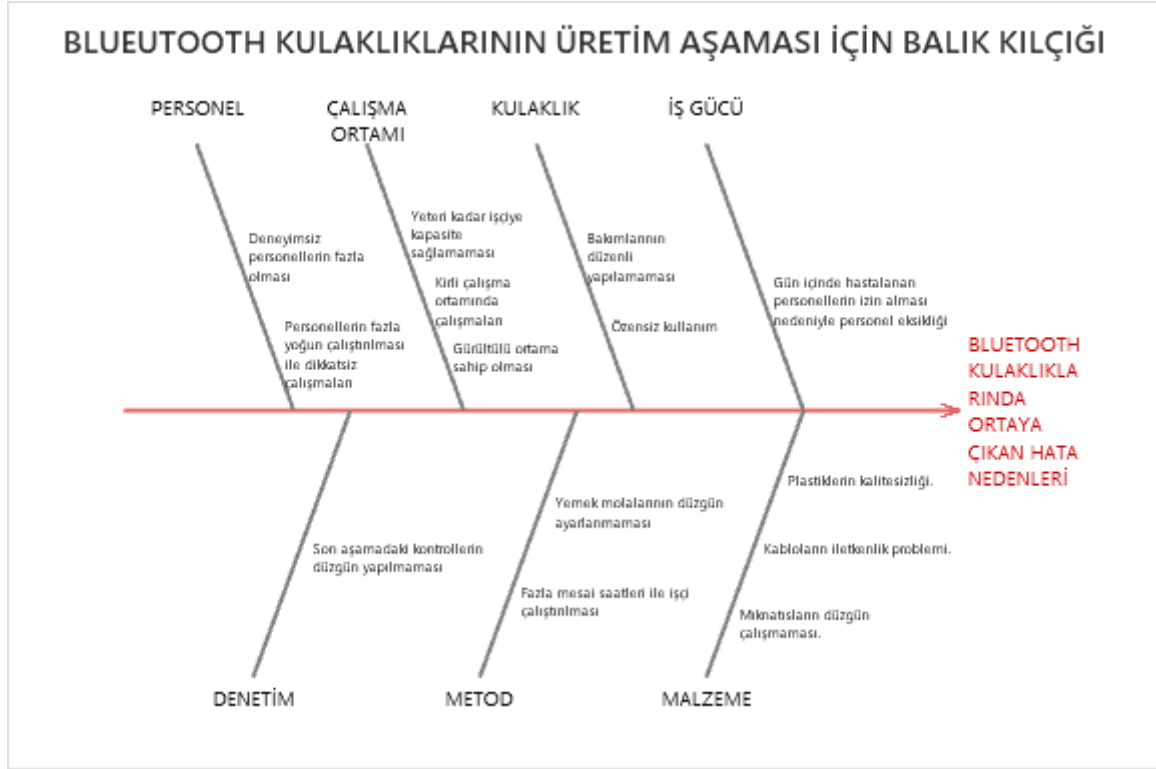 BLUEUTOOTH KULAKLIKLARININ ÜRETİM AŞAMASI İÇİN BALIK KILÇIĞI
PERSONEL
ÇALIŞMA
ORTAMI
KULAKLIK
İŞ GÜCÜ
Deneyimsiz
personellerin fazla
olması
Personellerin fazla
yoğun çalıştırılması
ile dikkatsiz
çalışmaları
Yeteri kadar işçiye
kapasite
sağlamaması
Kirli çalışma
ortamında
çalışmaları
Gürültülü ortama
sahip olması
Bakımlarının
düzenli
yapılamaması
Özensiz kullanım
Gün içinde hastalanan
personellerin izin alması
nedeniyle personel eksikliği
BLUETOOTH
KULAKLIKLA
RINDA
ORTAYA
ÇIKAN HATA
NEDENLERİ
Son aşamadaki kontrollerin
düzgün yapılmaması
Yemek molalarının düzgün
ayarlanmaması
Fazla mesai saatleri ile işçi
çalıştırılması
Plastiklerin kalitesizliği.
Kabloların iletkenlik problemi.
Mıknatısların düzgün
çalışmaması.
DENETİM
METOD
MALZEME